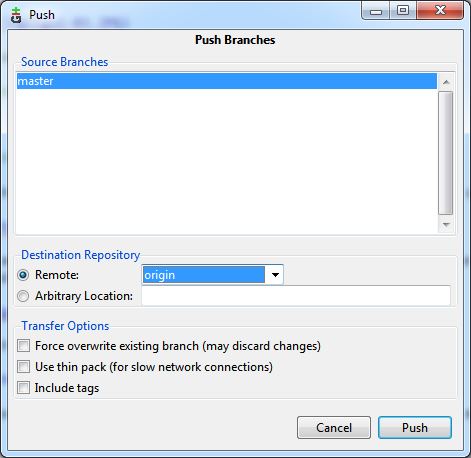 Push
Push Branches
Source Branches
master
Destination Repository
Remote:
origin
Arbitrary Location:
Transfer Options
Force overwrite existing branch (may discard changes)
Use thin pack (for slow network connections)
Include tags
Cancel
Push